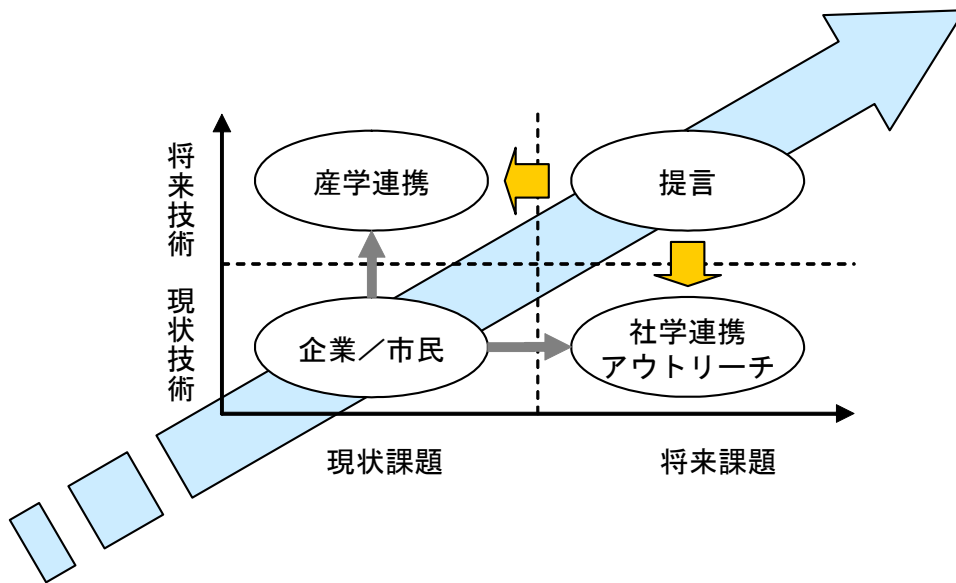 将来技術
産学連携
提言
現状技術
企業／市民
社学連携
アウトリーチ
現状課題
将来課題